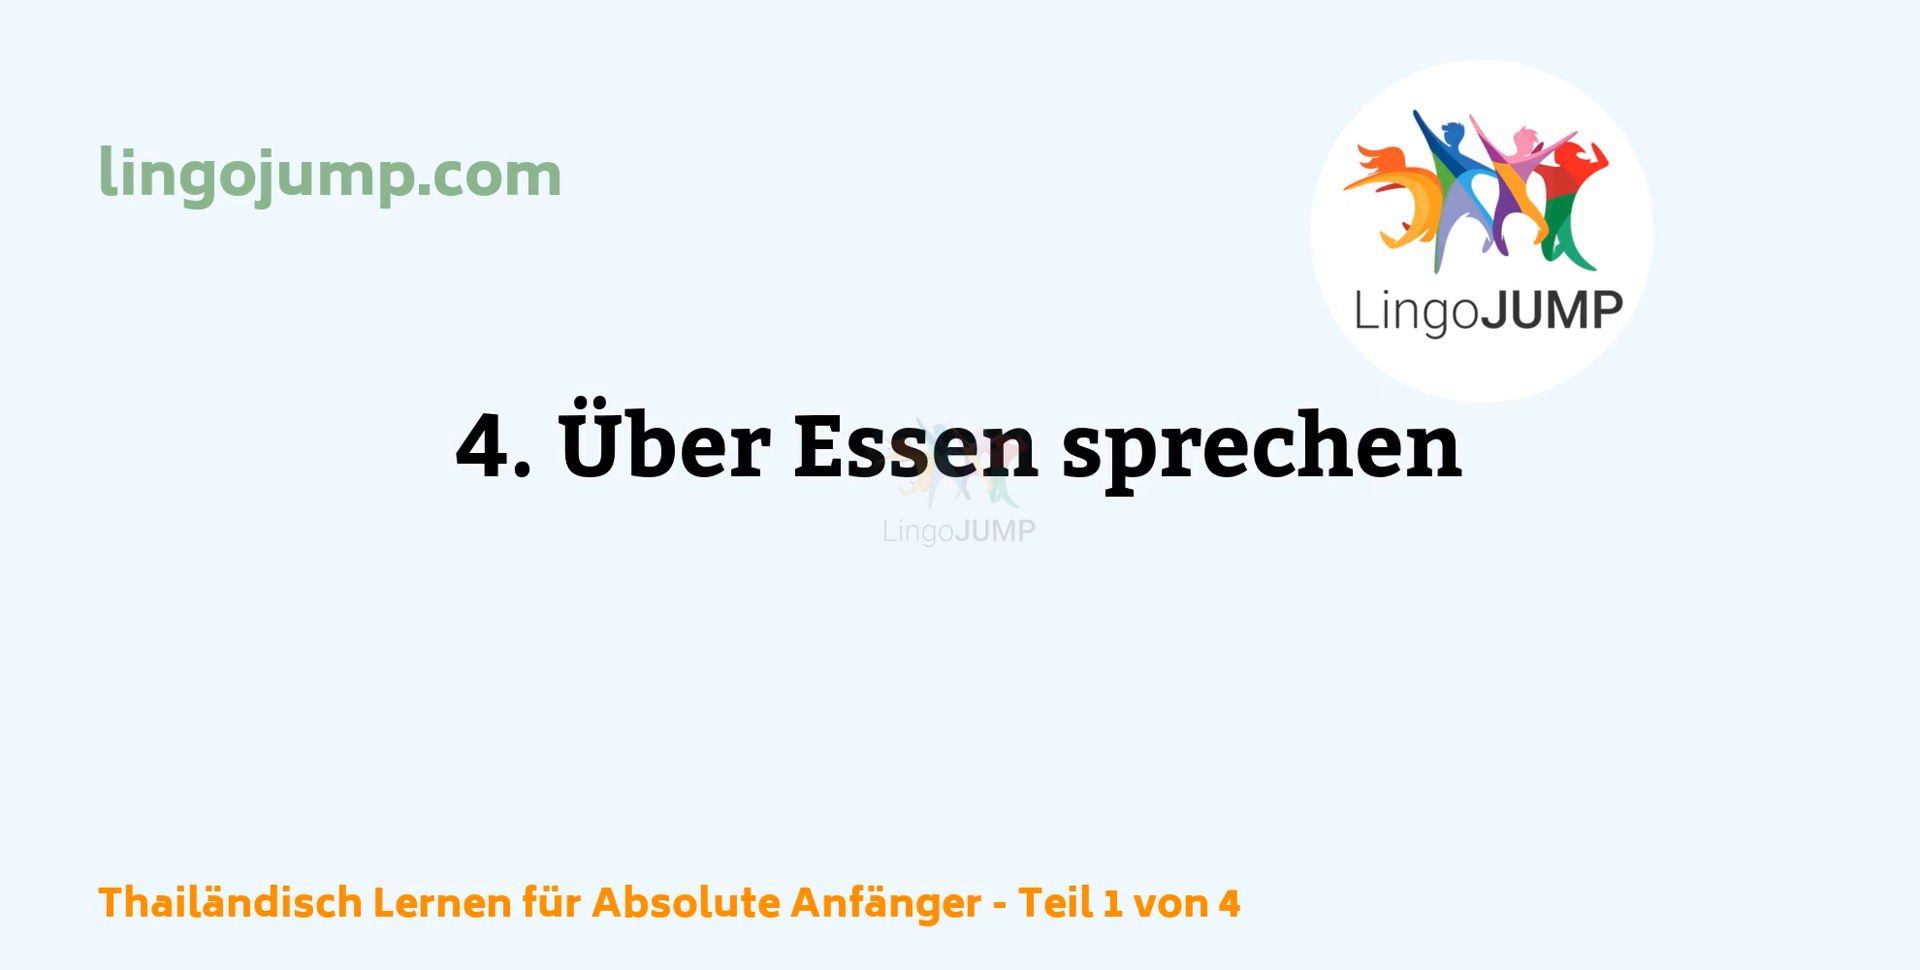 lingojump.com
LingoJUMP
4. Über Essen sprechen
LingoJUMP
Thailändisch Lernen für Absolute Anfänger - Teil 1 von 4